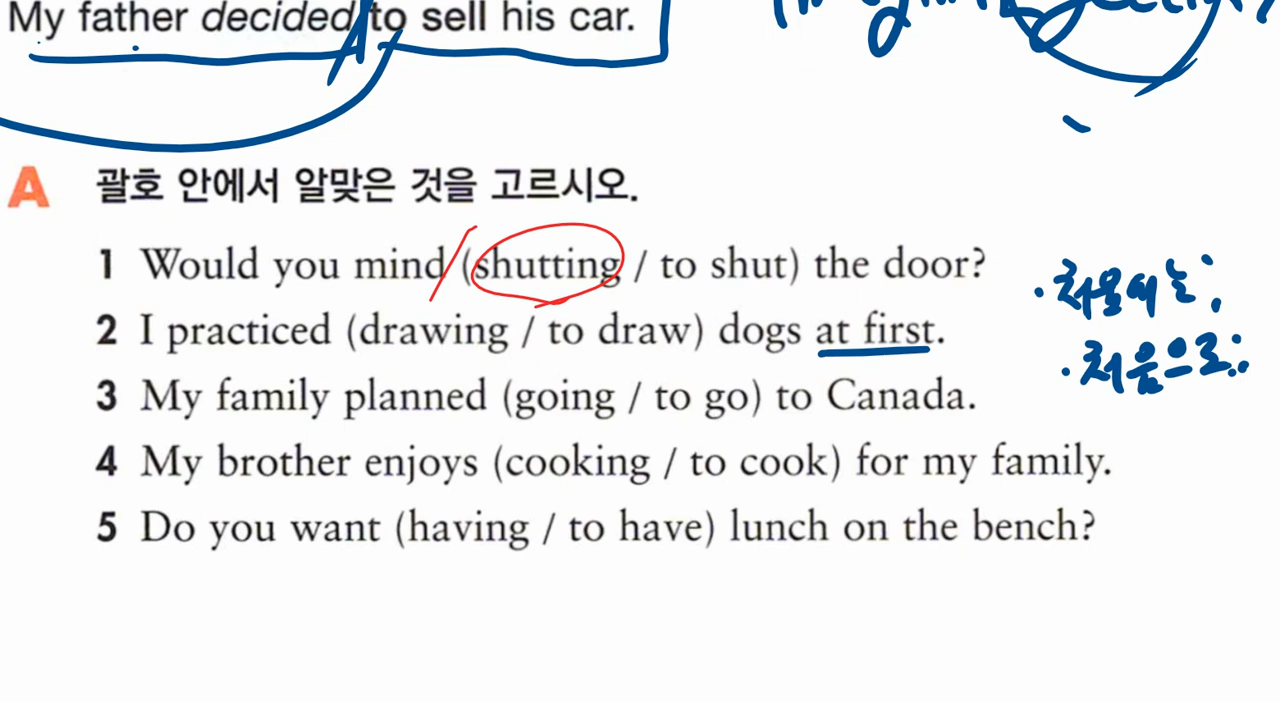 My father decided to sell his car.
A 괄호 안에서 알맞은 것을 고르시오.
1 Would you mind (shutting / to shut) the door?
2 I practiced (drawing / to draw) dogs at first.
3 My family planned (going / to go) to Canada.
4 My brother enjoys (cooking / to cook) for my family.
5 Do you want (having / to have) lunch on the bench?
· 처음에는;
· 처음으로: